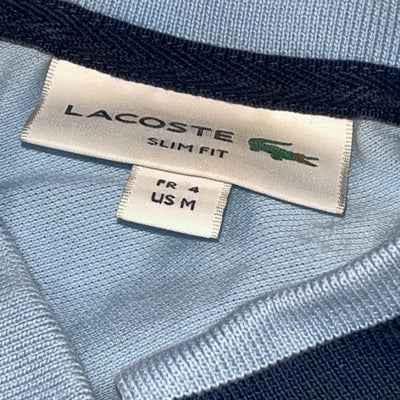 LACOSTE
SLIM FIT
FR 4
US M